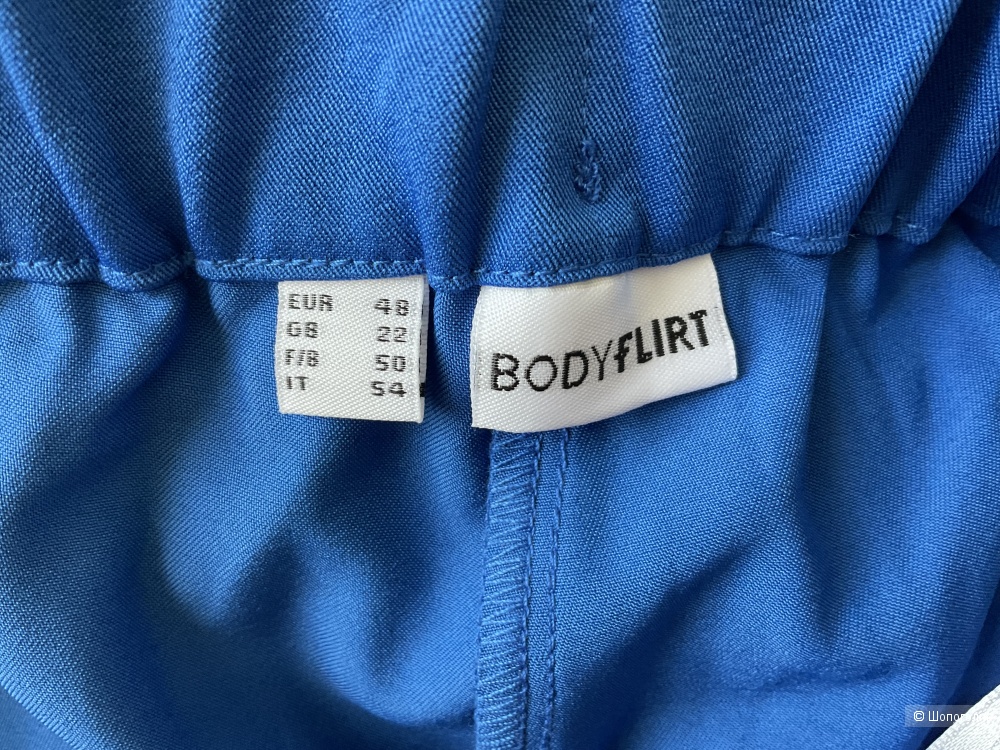 EUR 48
GB 22
F/B 50
IT 54
BODYFLIRT